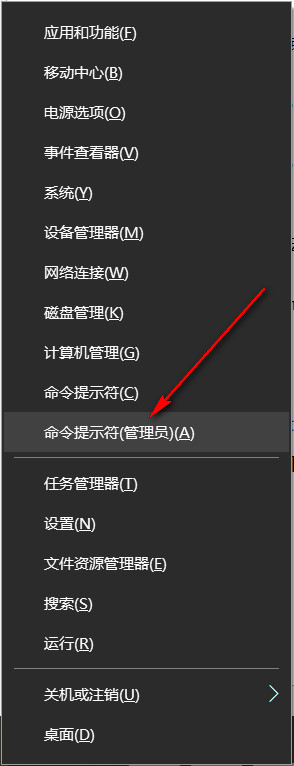 应用和功能(F)
移动中心(B)
电源选项(O)
事件查看器(V)
系统(Y)
设备管理器(M)
网络连接(W)
磁盘管理(K)
计算机管理(G)
命令提示符(C)
命令提示符(管理员)(A)
任务管理器(T)
设置(N)
文件资源管理器(E)
搜索(S)
运行(R)
关机或注销(U)
桌面(D)